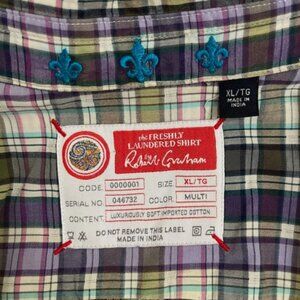 XL/TG
MADE IN
INDIA
the FRESHLY
LAUNDERED SHIRT
by
Robert Graham
CODE 0000001 SIZE XL/TG
SERIAL NO 046732 COLOR MULTI
CONTENT LUXURIOUSLY SOFT IMPORTED COTTON
DO NOT REMOVE THIS LABEL
MADE IN INDIA